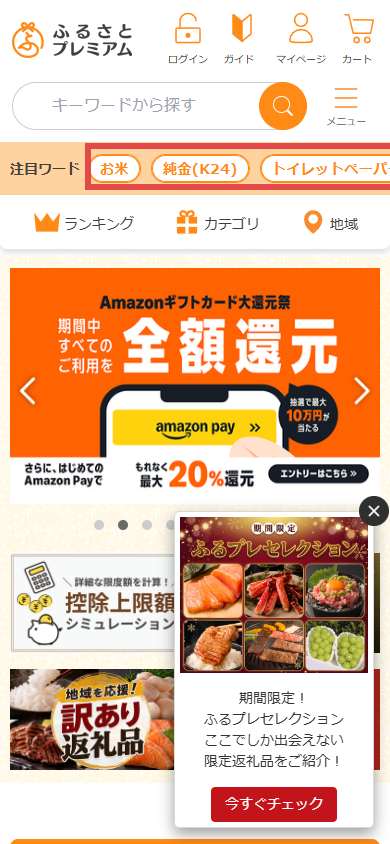 ふるさと
プレミアム
ログイン
ガイド
マイページ
カート
キーワードから探す
メニュー
注目ワード
お米
純金(K24)
トイレットペーパー
ランキング
カテゴリ
地域
Amazonギフトカード大還元祭
期間中
すべての
ご利用を
全額還元
amazon pay
抽選で最大
10万円が
当たる
さらに、はじめての
Amazon Payで
もれなく
最大20%還元
エントリーはこちら
詳細な限度額を計算!
控除上限額
シミュレーション
地域を応援!
訳あり
返礼品
期間限定
ふるプレセレクション
期間限定！
ふるプレセレクション
ここでしか出会えない
限定返礼品をご紹介！
今すぐチェック